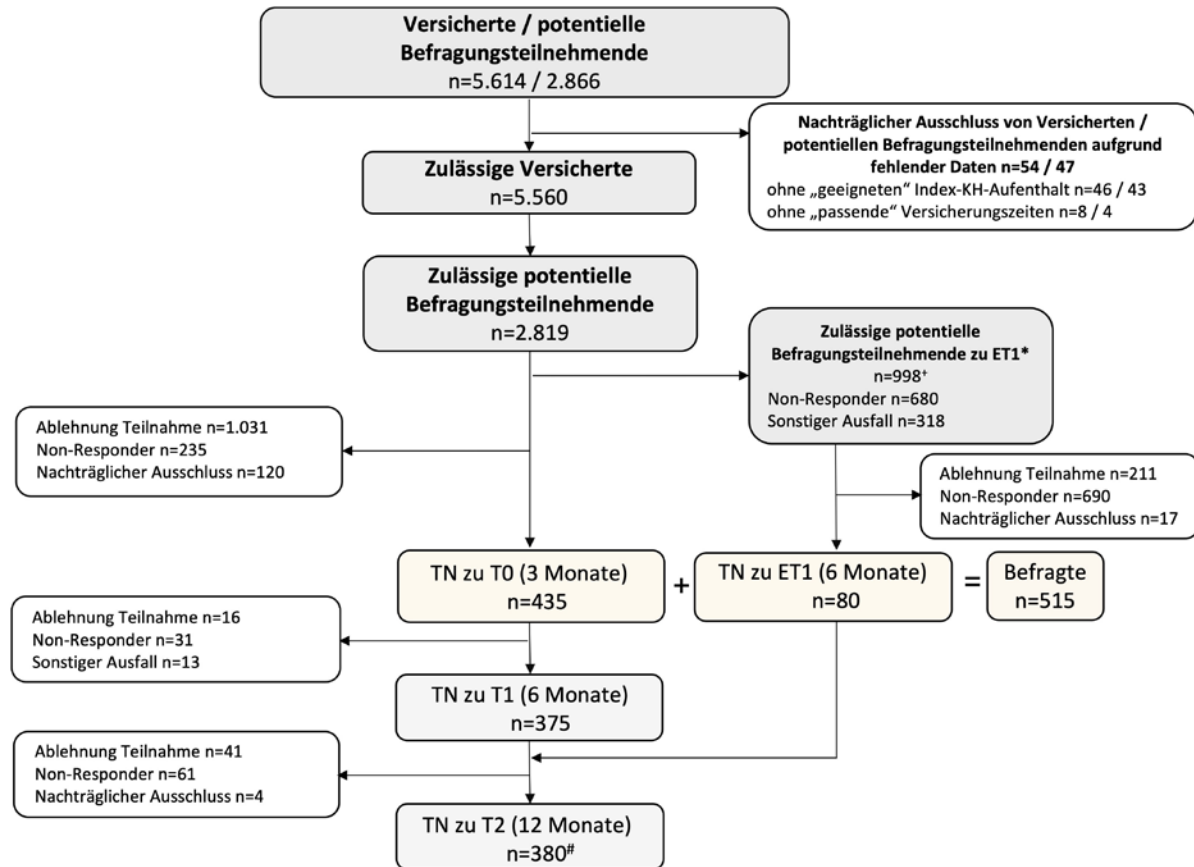 Versicherte / potentielle
Befragungsteilnehmende
n=5.614 / 2.866
Nachträglicher Ausschluss von Versicherten /
potentiellen Befragungsteilnehmenden aufgrund
fehlender Daten n=54 / 47
ohne „geeigneten“ Index-KH-Aufenthalt n=46 / 43
ohne „passende“ Versicherungszeiten n=8 / 4
Zulässige Versicherte
n=5.560
Zulässige potentielle
Befragungsteilnehmende
n=2.819
Zulässige potentielle
Befragungsteilnehmende zu ET1*
n=998⁺
Non-Responder n=680
Sonstiger Ausfall n=318
Ablehnung Teilnahme n=1.031
Non-Responder n=235
Nachträglicher Ausschluss n=120
Ablehnung Teilnahme n=211
Non-Responder n=690
Nachträglicher Ausschluss n=17
TN zu T0 (3 Monate)
n=435
+
TN zu ET1 (6 Monate)
n=80
=
Befragte
n=515
Ablehnung Teilnahme n=16
Non-Responder n=31
Sonstiger Ausfall n=13
TN zu T1 (6 Monate)
n=375
Ablehnung Teilnahme n=41
Non-Responder n=61
Nachträglicher Ausschluss n=4
TN zu T2 (12 Monate)
n=380#